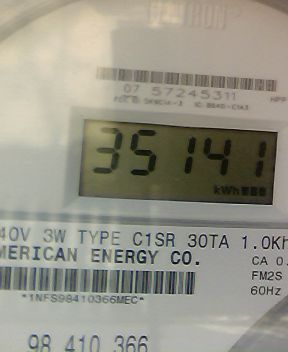 07 57245311
35141
kWh
40V 3W TYPE C1SR 30TA 1.0Kh
MERICAN ENERGY CO.
CA 0.
FM2S
60Hz
*1NFS98410366MEC*
98 410 366